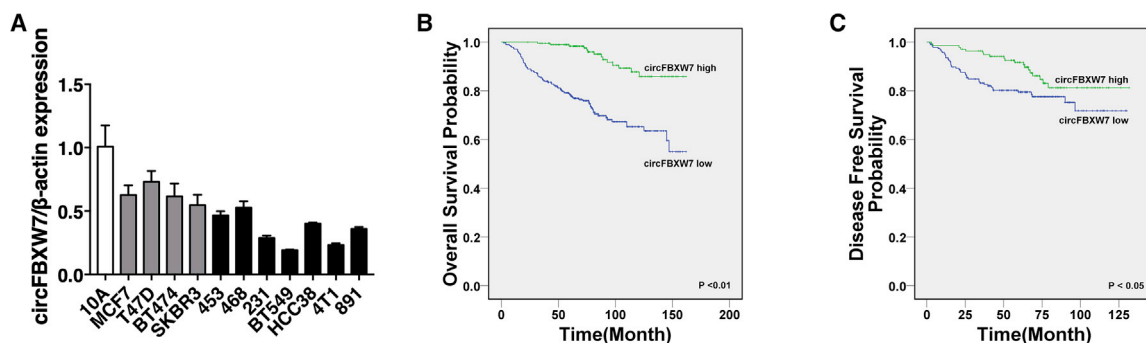 A
circFBXW7/β-actin expression
1.5
1.0
0.5
0.0
10A
MCF7
T47D
BT474
SKBR3
453
468
231
BT549
HCC38
4T1
891
B
Overall Survival Probability
1.0
0.8
0.6
0.4
0.2
0.0
circFBXW7 high
circFBXW7 low
P <0.01
0 50 100 150 200
Time(Month)
C
Disease Free Survival
Probability
1.0
0.8
0.6
0.4
0.2
0.0
circFBXW7 high
circFBXW7 low
P < 0.05
0 25 50 75 100 125
Time(Month)